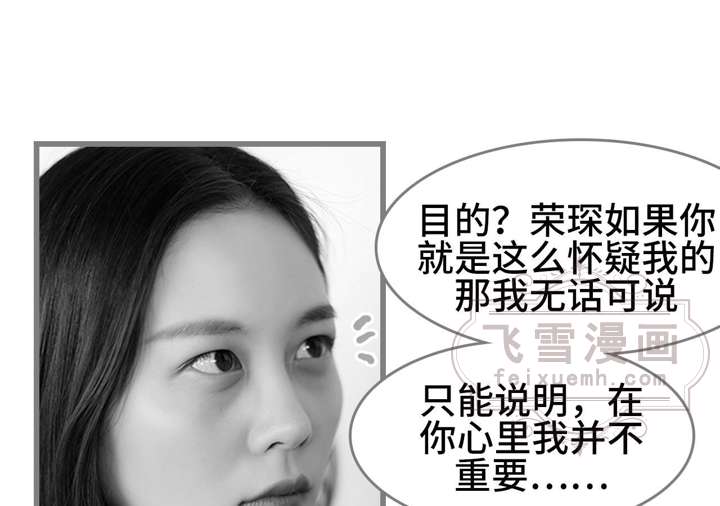 目的？荣琛如果你
就是这么怀疑我的
那我无话可说
飞雪漫画
feixuemh.com
只能说明，在
你心里我并不
重要……